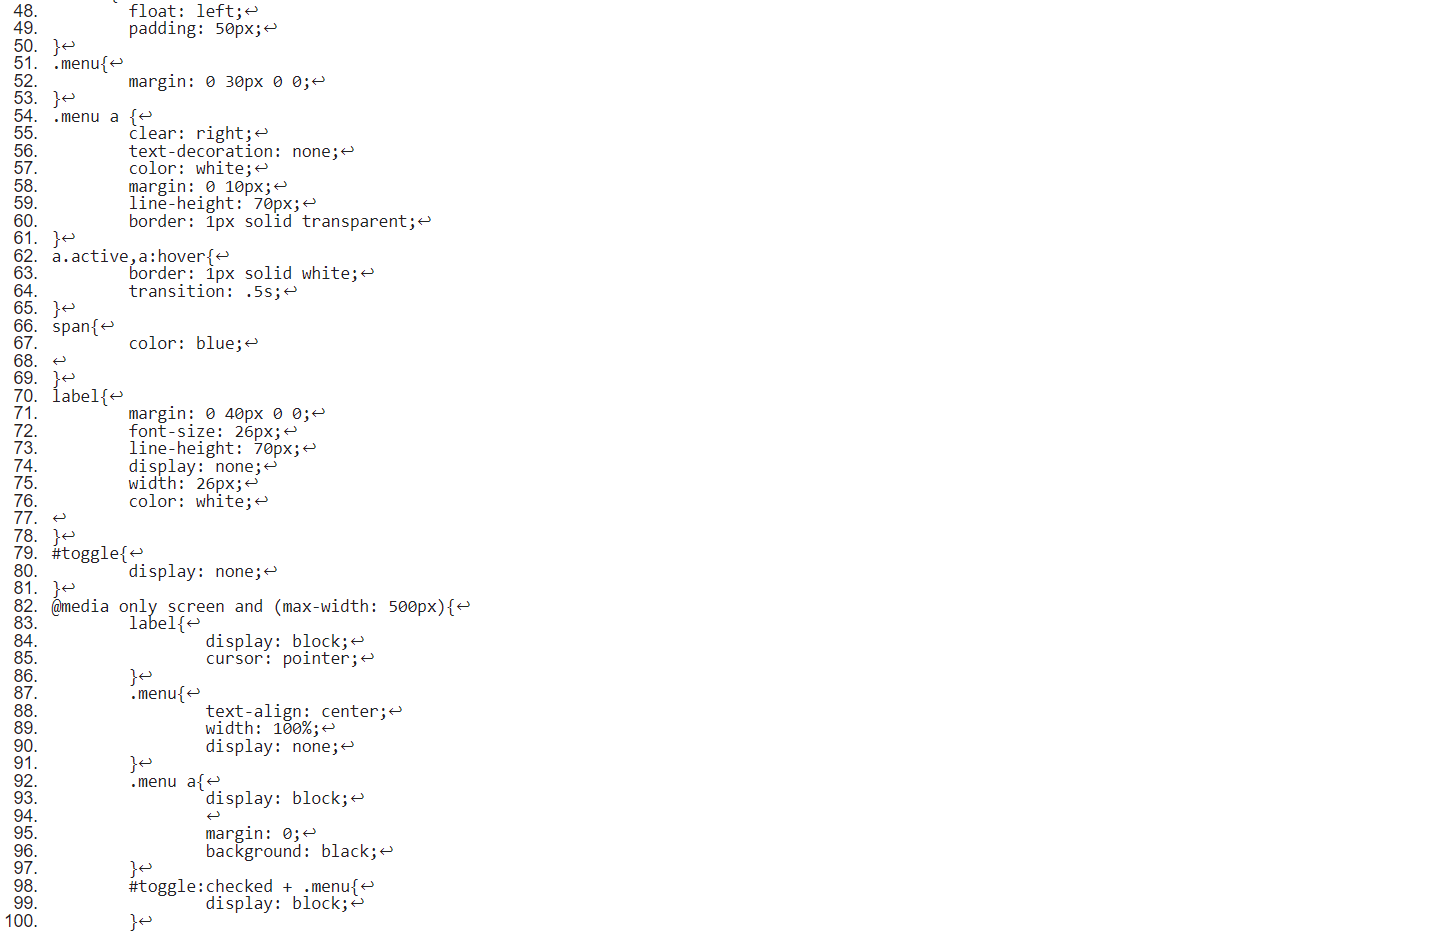 48. float: left;↩
49. padding: 50px;↩
50. }↩
51. .menu{↩
52. margin: 0 30px 0 0;↩
53. }↩
54. .menu a {↩
55. clear: right;↩
56. text-decoration: none;↩
57. color: white;↩
58. margin: 0 10px;↩
59. line-height: 70px;↩
60. border: 1px solid transparent;↩
61. }↩
62. a.active,a:hover{↩
63. border: 1px solid white;↩
64. transition: .5s;↩
65. }↩
66. span{↩
67. color: blue;↩
68. ↩
69. }↩
70. label{↩
71. margin: 0 40px 0 0;↩
72. font-size: 26px;↩
73. line-height: 70px;↩
74. display: none;↩
75. width: 26px;↩
76. color: white;↩
77. ↩
78. }↩
79. #toggle{↩
80. display: none;↩
81. }↩
82. @media only screen and (max-width: 500px){↩
83. label{↩
84. display: block;↩
85. cursor: pointer;↩
86. }↩
87. .menu{↩
88. text-align: center;↩
89. width: 100%;↩
90. display: none;↩
91. }↩
92. .menu a{↩
93. display: block;↩
94. ↩
95. margin: 0;↩
96. background: black;↩
97. }↩
98. #toggle:checked + .menu{↩
99. display: block;↩
100. }↩